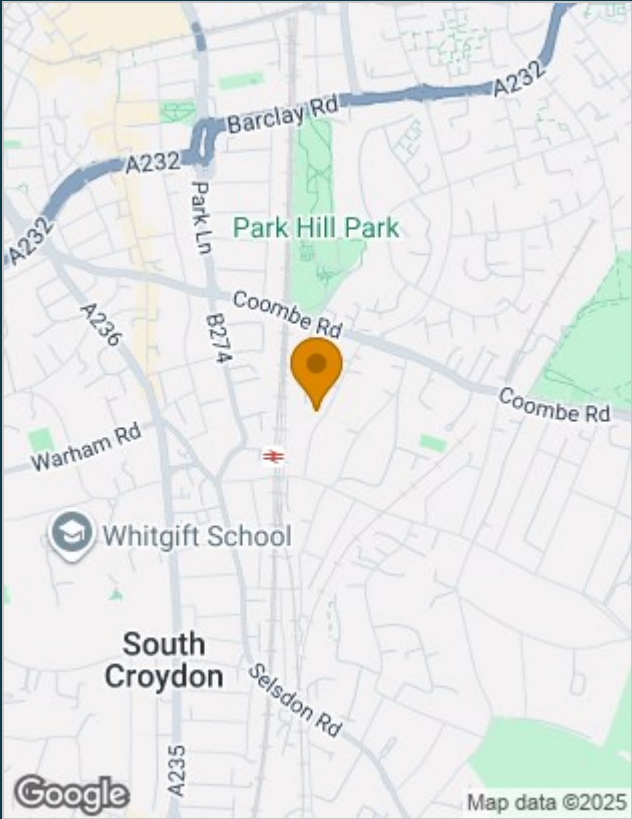 A232
Barclay Rd
A232
A232
Park Ln
Park Hill Park
Coombe Rd
A236
B274
Coombe Rd
Warham Rd
Whitgift School
South
Croydon
Selsdon Rd
A235
Google
Map data ©2025